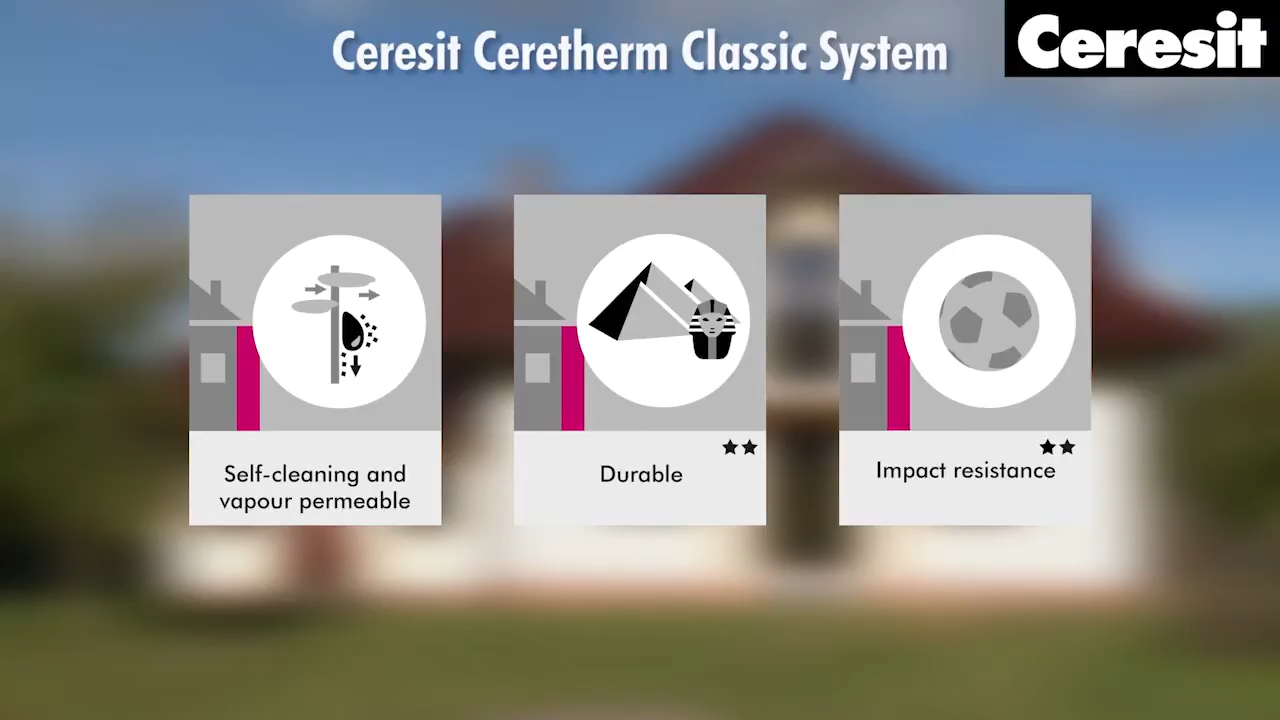 Ceresit Ceretherm Classic System
Ceresit
Self-cleaning and
vapour permeable
Durable
Impact resistance